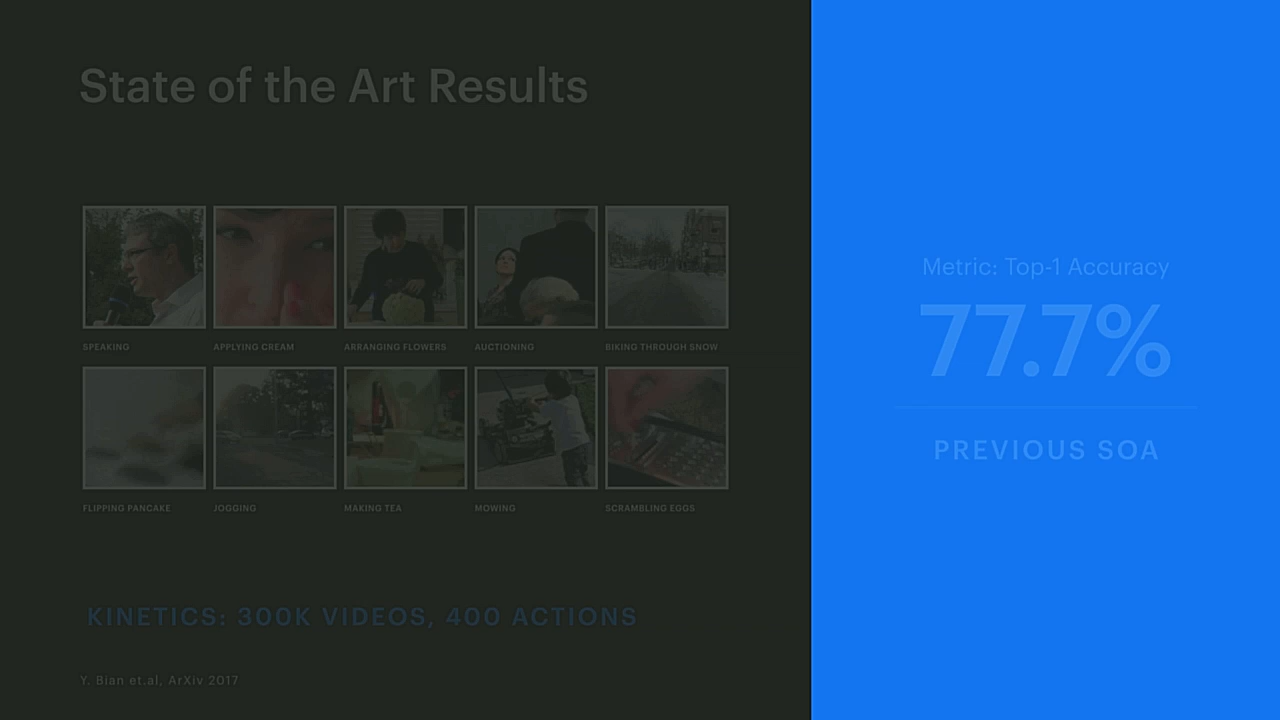 State of the Art Results
SPEAKING
APPLYING CREAM
ARRANGING FLOWERS
AUCTIONING
BIKING THROUGH SNOW
FLIPPING PANCAKE
JOGGING
MAKING TEA
MOWING
SCRAMBLING EGGS
KINETICS: 300K VIDEOS, 400 ACTIONS
Y. Bian et.al, ArXiv 2017
Metric: Top-1 Accuracy
77.7%
PREVIOUS SOA